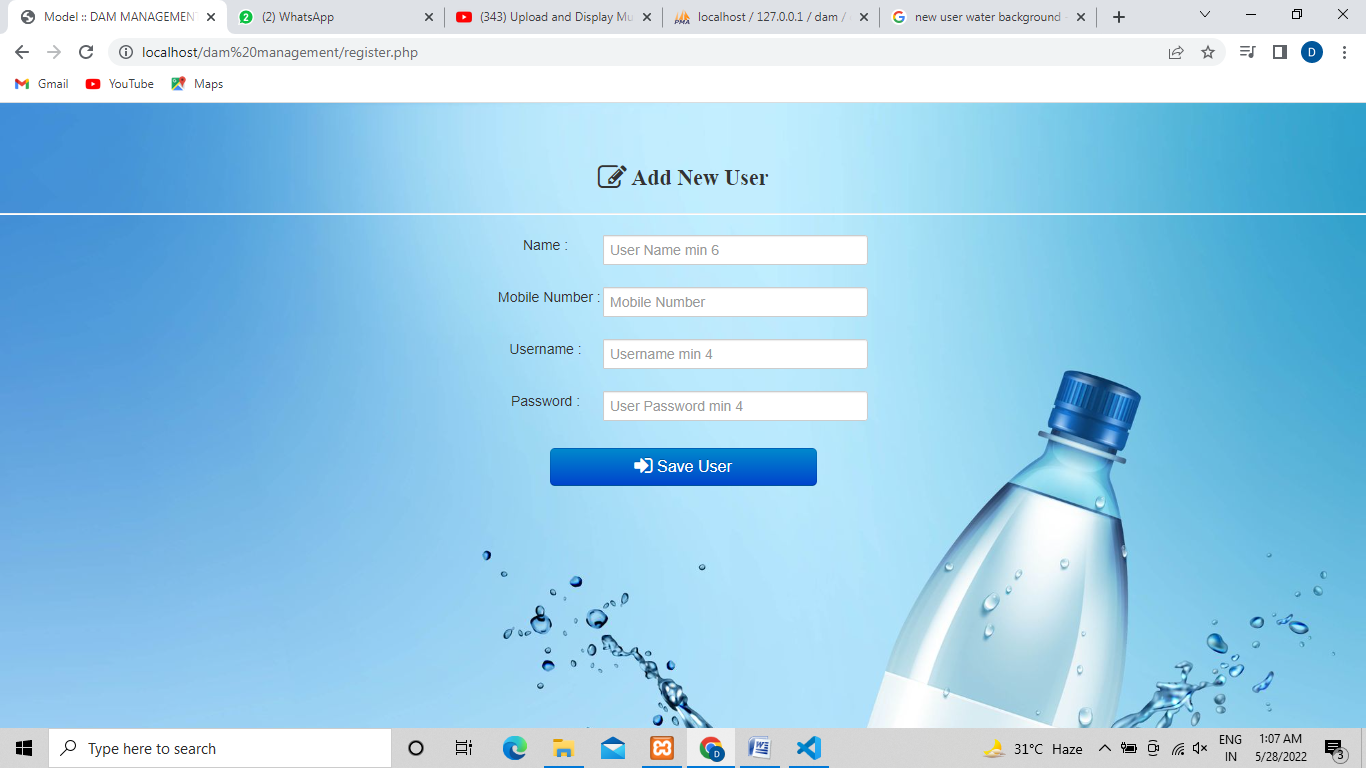 Model :: DAM MANAGEMENT
(2) WhatsApp
(343) Upload and Display Mu
localhost / 127.0.0.1 / dam /
new user water background
localhost/dam%20management/register.php
D
Gmail
YouTube
Maps
Add New User
Name :
User Name min 6
Mobile Number :
Mobile Number
Username :
Username min 4
Password :
User Password min 4
Save User
Type here to search
31°C Haze
ENG
IN
1:07 AM
5/28/2022
3